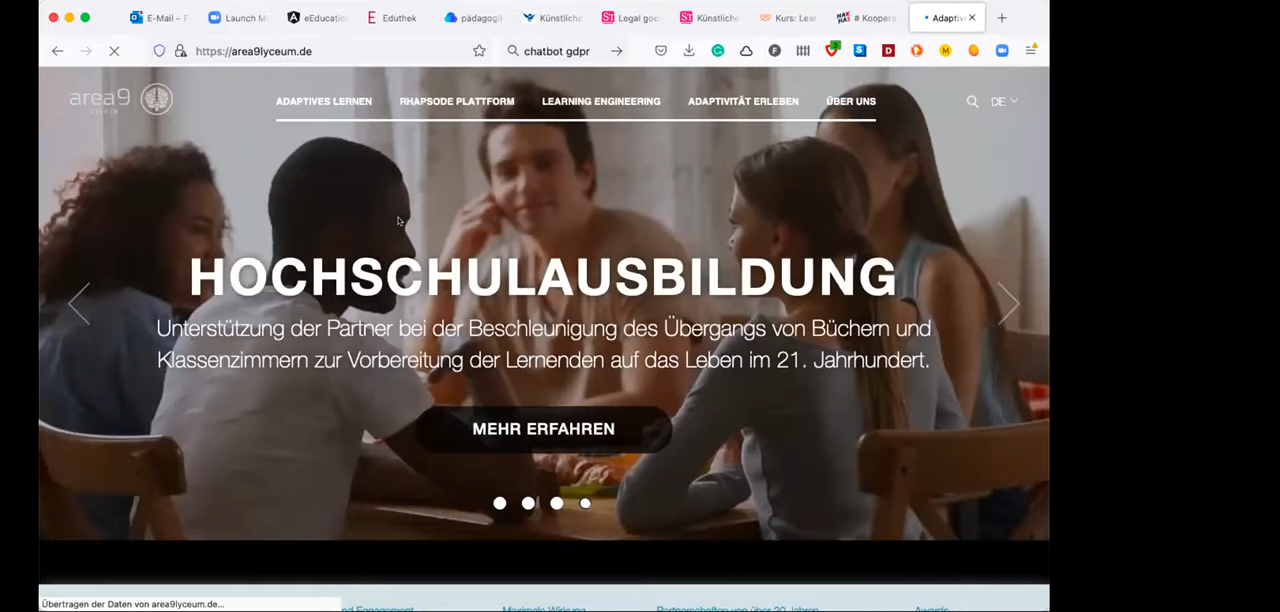 E-Mail – F
Launch M
eEducatio
Eduthek
pädagogil
Künstliche
Legal goe
Künstliche
Kurs: Lear
# Koopera
Adaptiv
https://area9lyceum.de
chatbot gdpr
area9
ADAPTIVES LERNEN
RHAPSODE PLATTFORM
LEARNING ENGINEERING
ADAPTIVITÄT ERLEBEN
ÜBER UNS
DE
HOCHSCHULAUSBILDUNG
Unterstützung der Partner bei der Beschleunigung des Übergangs von Büchern und
Klassenzimmern zur Vorbereitung der Lernenden auf das Leben im 21. Jahrhundert.
MEHR ERFAHREN
Übertragen der Daten von area9lyceum.de...
nd Engagement
Maximale Wirkung
Partnerschaften von über 20 Jahren
Awards